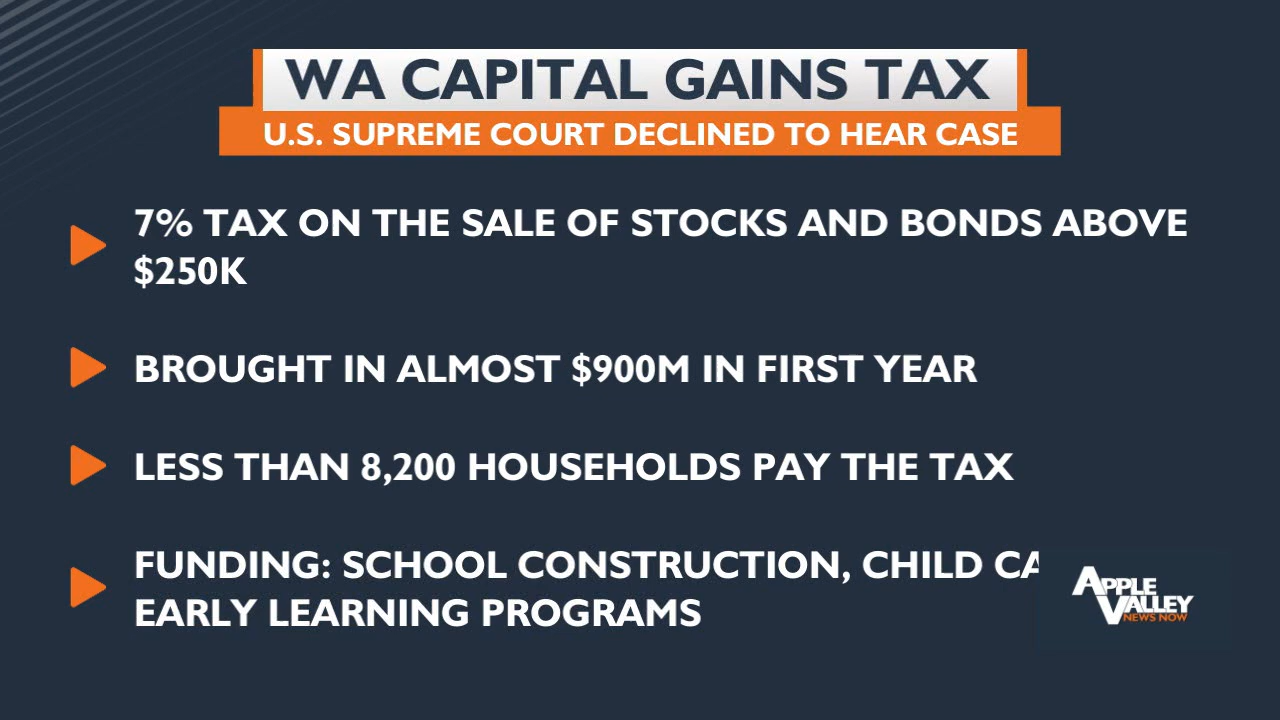 WA CAPITAL GAINS TAX
U.S. SUPREME COURT DECLINED TO HEAR CASE
7% TAX ON THE SALE OF STOCKS AND BONDS ABOVE
$250K
BROUGHT IN ALMOST $900M IN FIRST YEAR
LESS THAN 8,200 HOUSEHOLDS PAY THE TAX
FUNDING: SCHOOL CONSTRUCTION, CHILD
EARLY LEARNING PROGRAMS
APPLE
VALLEY
NEWS NOW